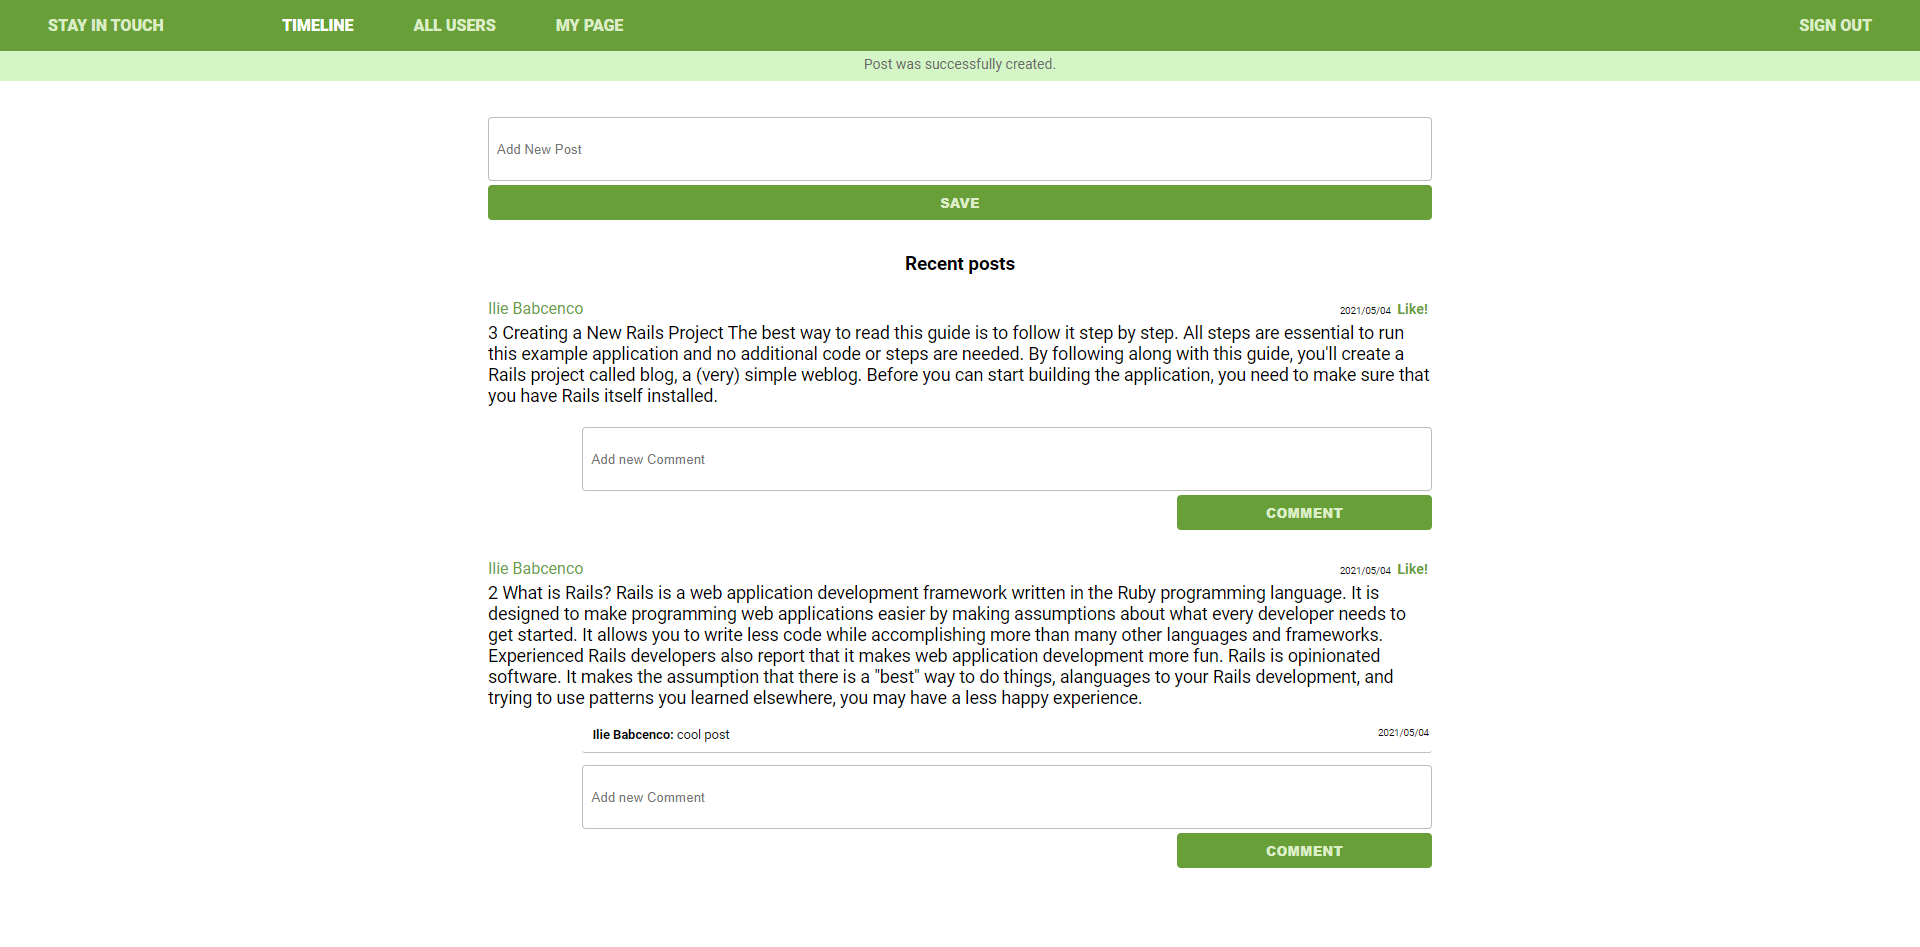 STAY IN TOUCH TIMELINE ALL USERS MY PAGE SIGN OUT
Post was successfully created.
Add New Post
SAVE
Recent posts
Ilie Babcenco 2021/05/04 Like!
3 Creating a New Rails Project The best way to read this guide is to follow it step by step. All steps are essential to run
this example application and no additional code or steps are needed. By following along with this guide, you'll create a
Rails project called blog, a (very) simple weblog. Before you can start building the application, you need to make sure that
you have Rails itself installed.
Add new Comment
COMMENT
Ilie Babcenco 2021/05/04 Like!
2 What is Rails? Rails is a web application development framework written in the Ruby programming language. It is
designed to make programming web applications easier by making assumptions about what every developer needs to
get started. It allows you to write less code while accomplishing more than many other languages and frameworks.
Experienced Rails developers also report that it makes web application development more fun. Rails is opinionated
software. It makes the assumption that there is a "best" way to do things, alanguages to your Rails development, and
trying to use patterns you learned elsewhere, you may have a less happy experience.
Ilie Babcenco: cool post 2021/05/04
Add new Comment
COMMENT